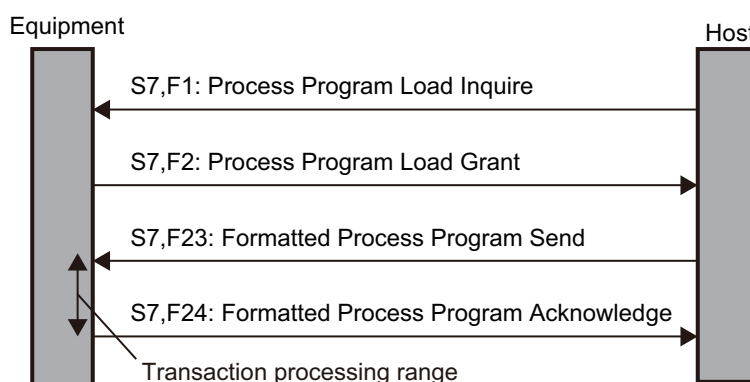 Equipment
Host
S7,F1: Process Program Load Inquire
S7,F2: Process Program Load Grant
S7,F23: Formatted Process Program Send
S7,F24: Formatted Process Program Acknowledge
Transaction processing range